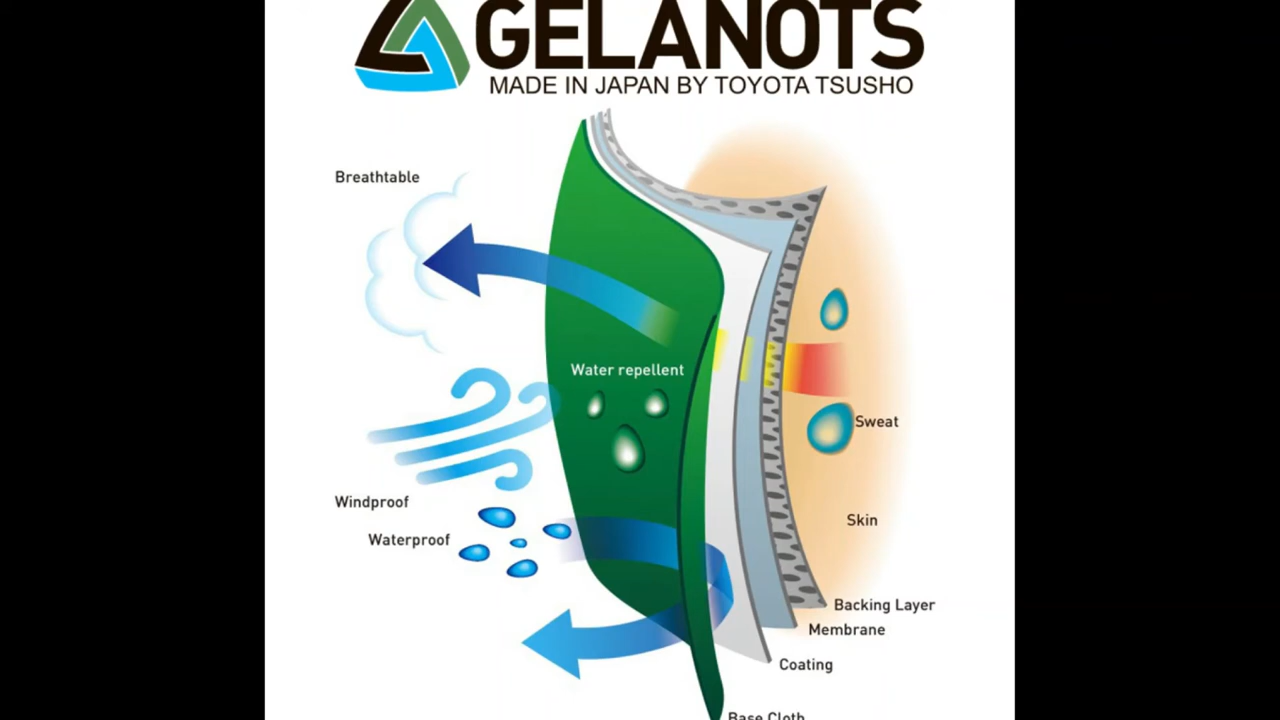 GELANOTS
MADE IN JAPAN BY TOYOTA TSUSHO
Breathtable
Water repellent
Sweat
Windproof
Skin
Waterproof
Backing Layer
Membrane
Coating
Base Cloth